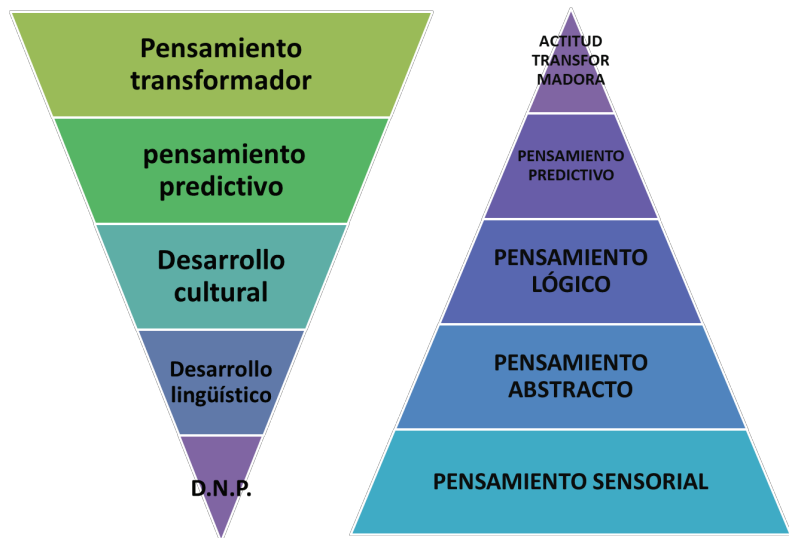 Pensamiento
transformador
pensamiento
predictivo
Desarrollo
cultural
Desarrollo
lingüístico
D.N.P.
ACTITUD
TRANSFOR
MADORA
PENSAMIENTO
PREDICTIVO
PENSAMIENTO
LÓGICO
PENSAMIENTO
ABSTRACTO
PENSAMIENTO SENSORIAL